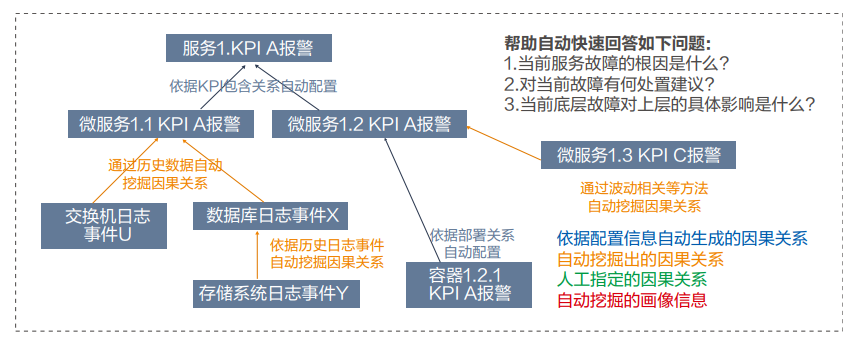 服务1.KPI A报警
依据KPI包含关系自动配置
微服务1.1 KPI A报警
微服务1.2 KPI A报警
帮助自动快速回答如下问题:
1.当前服务故障的根因是什么?
2.对当前故障有何处置建议?
3.当前底层故障对上层的具体影响是什么?
微服务1.3 KPI C报警
通过历史数据自动
挖掘因果关系
通过波动相关等方法
自动挖掘因果关系
交换机日志
事件U
数据库日志事件X
依据历史日志事件
自动挖掘因果关系
依据部署关系
自动配置
存储系统日志事件Y
容器1.2.1
KPI A报警
依据配置信息自动生成的因果关系
自动挖掘出的因果关系
人工指定的因果关系
自动挖掘的画像信息